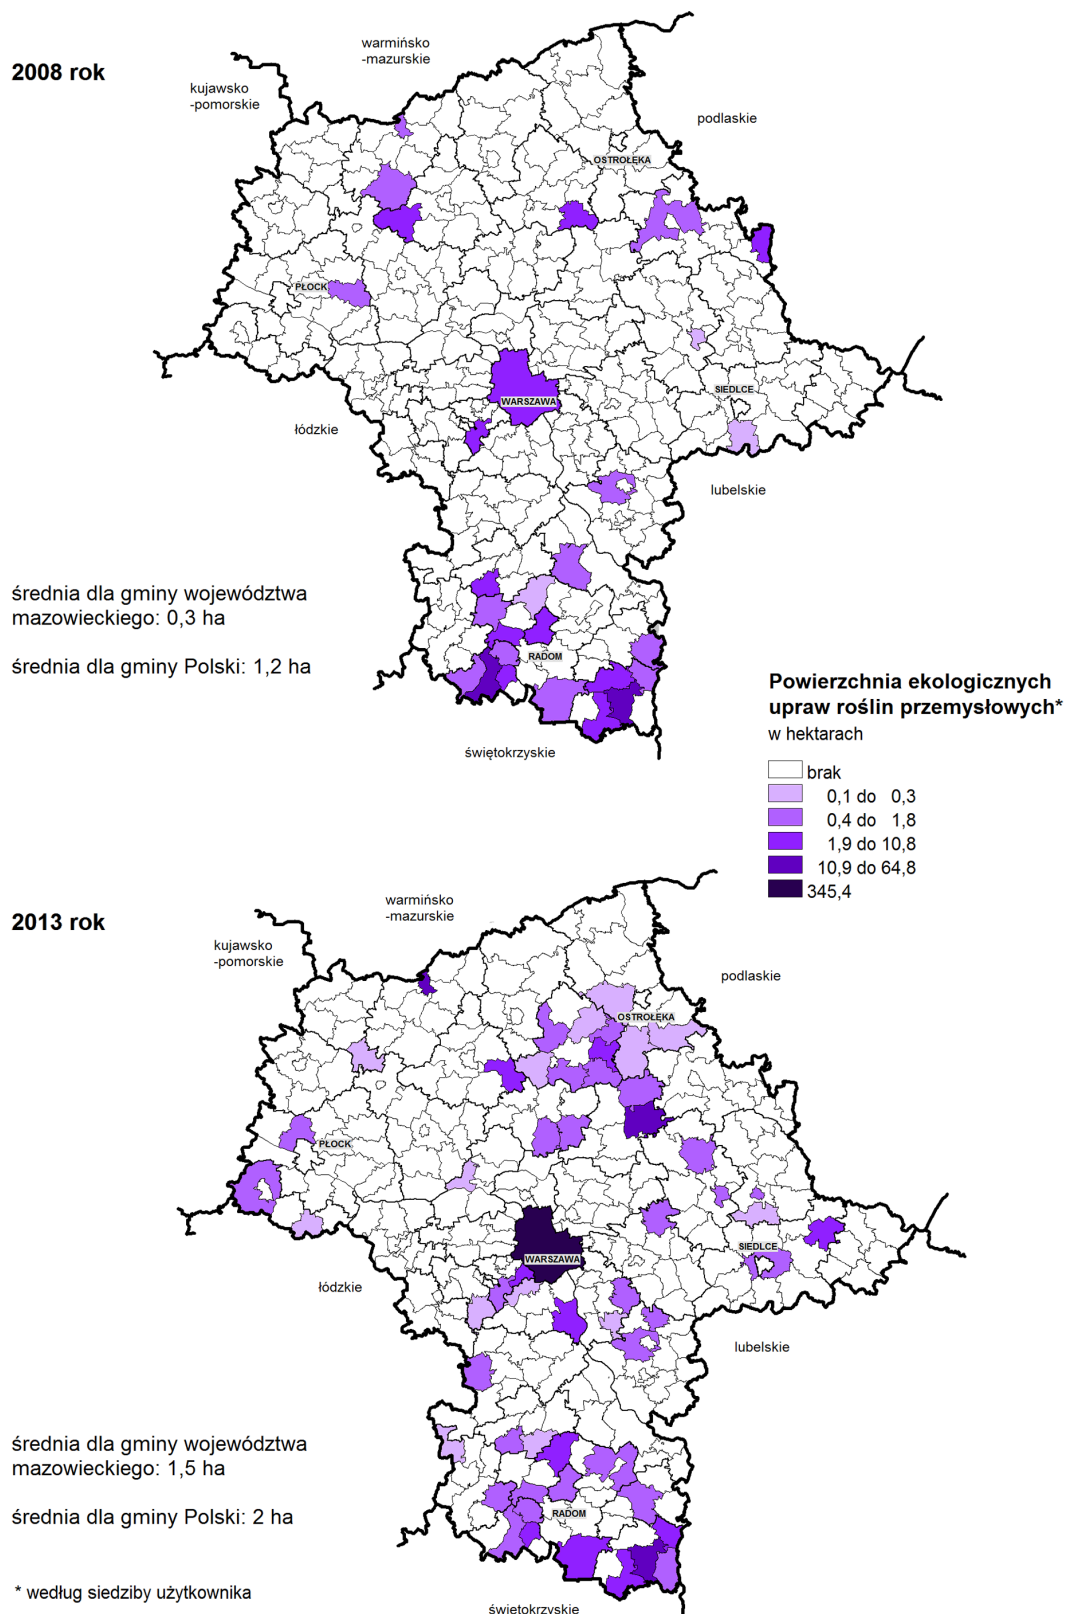 2008 rok
warmińsko
-mazurskie
kujawsko
-pomorskie
podlaskie
OSTROŁĘKA
PŁOCK
SIEDLCE
WARSZAWA
łódzkie
lubelskie
średnia dla gminy województwa
mazowieckiego: 0,3 ha
średnia dla gminy Polski: 1,2 ha
RADOM
świętokrzyskie
Powierzchnia ekologicznych
upraw roślin przemysłowych*
w hektarach
brak
0,1 do 0,3
0,4 do 1,8
1,9 do 10,8
10,9 do 64,8
345,4
2013 rok
warmińsko
-mazurskie
kujawsko
-pomorskie
podlaskie
OSTROŁĘKA
PŁOCK
SIEDLCE
WARSZAWA
łódzkie
lubelskie
średnia dla gminy województwa
mazowieckiego: 1,5 ha
średnia dla gminy Polski: 2 ha
RADOM
* według siedziby użytkownika
świętokrzyskie